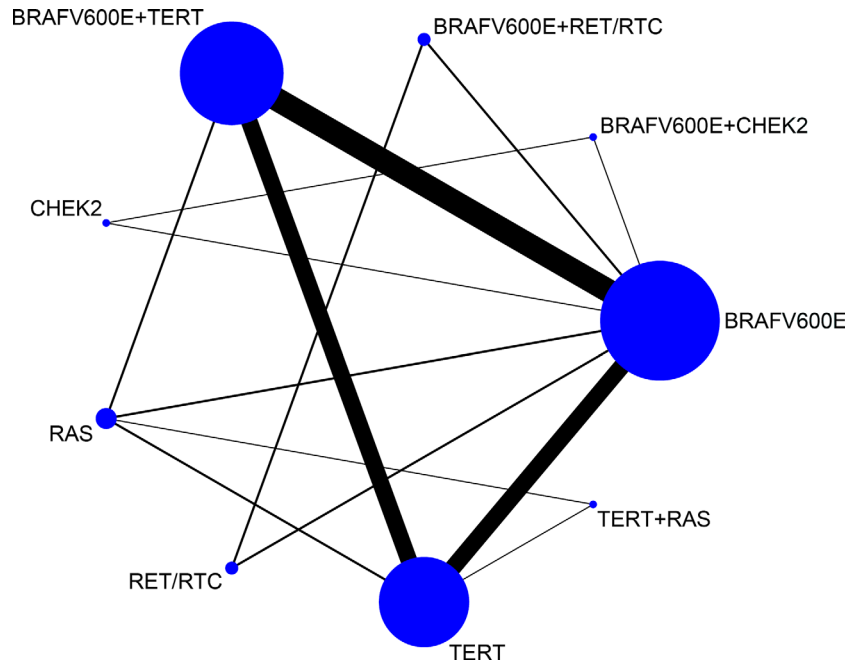 BRAFV600E+TERT
BRAFV600E+RET/RTC
BRAFV600E+CHEK2
CHEK2
BRAFV600E
RAS
TERT+RAS
RET/RTC
TERT